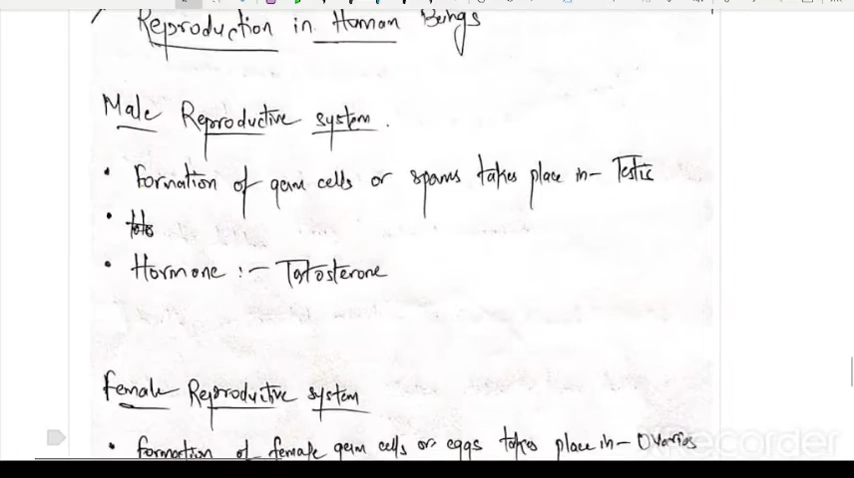 Reproduction in Human Beings
Male Reproductive system.
• Formation of germ cells or sperms takes place in- Testis
•
• Hormone :- Testosterone
Female Reproductive system
• Formation of female germ cells or eggs takes place in- Ovaries
XRecorder